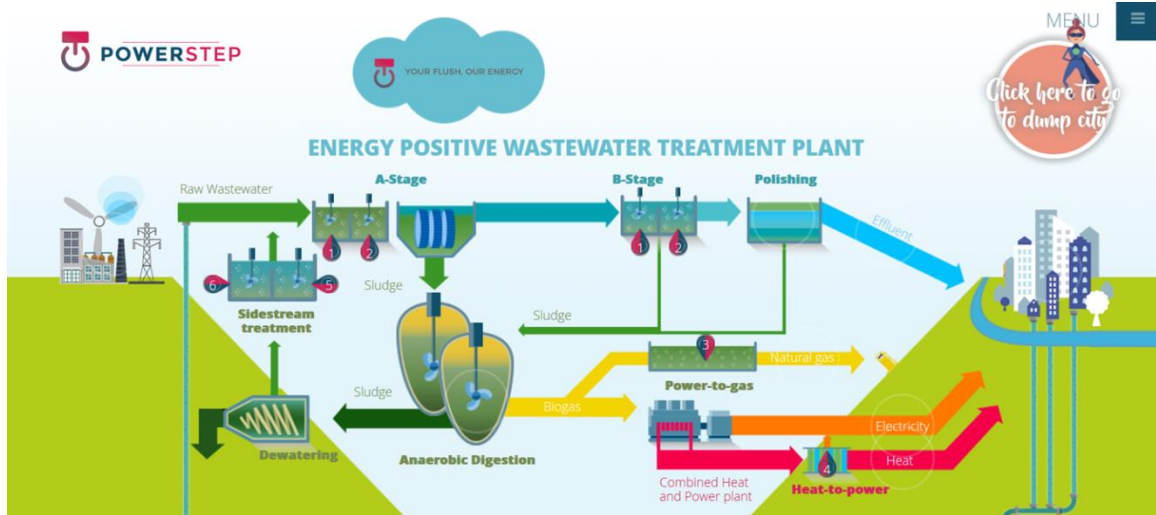 MENU
POWERSTEP
YOUR FLUSH, OUR ENERGY
Click here to go
to dump city
ENERGY POSITIVE WASTEWATER TREATMENT PLANT
A-Stage
B-Stage
Polishing
Raw Wastewater
1
2
1
2
Effluent
6
5
Sludge
Sidestream
treatment
Sludge
3
Natural gas
Power-to-gas
Sludge
Biogas
Electricity
Dewatering
Anaerobic Digestion
4
Heat
Combined Heat
and Power plant
Heat-to-power